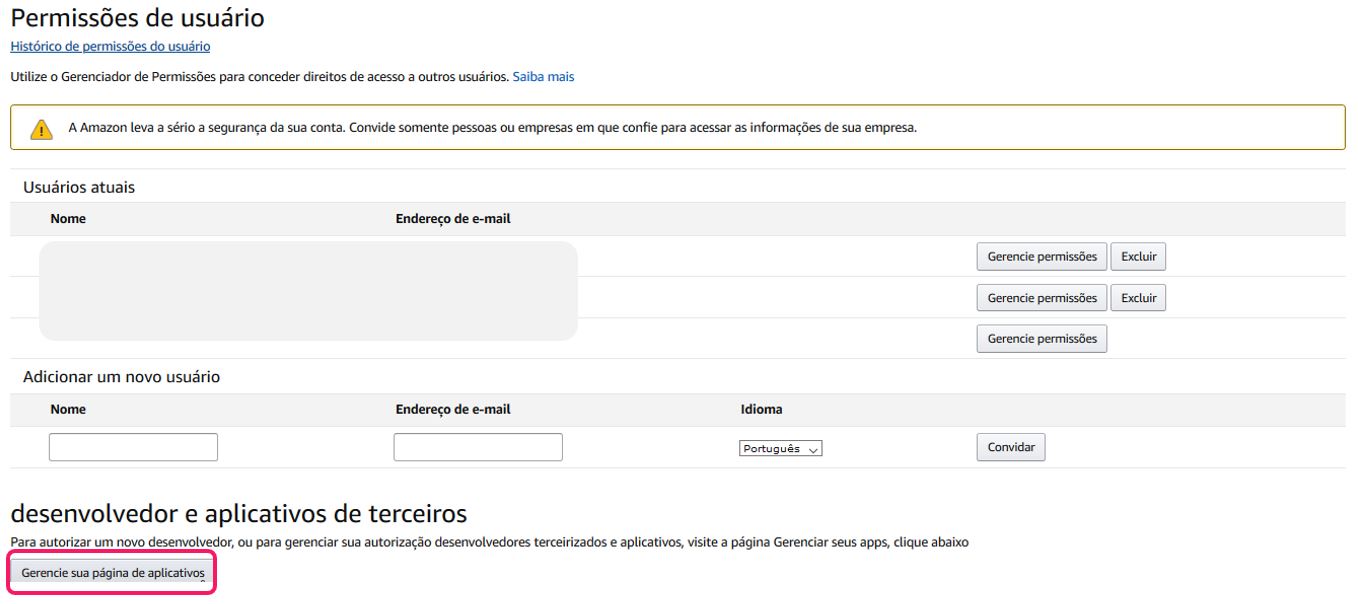 Permissões de usuário
Histórico de permissões do usuário
Utilize o Gerenciador de Permissões para conceder direitos de acesso a outros usuários. Saiba mais
A Amazon leva a sério a segurança da sua conta. Convide somente pessoas ou empresas em que confie para acessar as informações de sua empresa.
Usuários atuais
Nome Endereço de e-mail
Gerencie permissões Excluir
Gerencie permissões Excluir
Gerencie permissões
Adicionar um novo usuário
Nome Endereço de e-mail Idioma
Português Convidar
desenvolvedor e aplicativos de terceiros
Para autorizar um novo desenvolvedor, ou para gerenciar sua autorização desenvolvedores terceirizados e aplicativos, visite a página Gerenciar seus apps, clique abaixo
Gerencie sua página de aplicativos